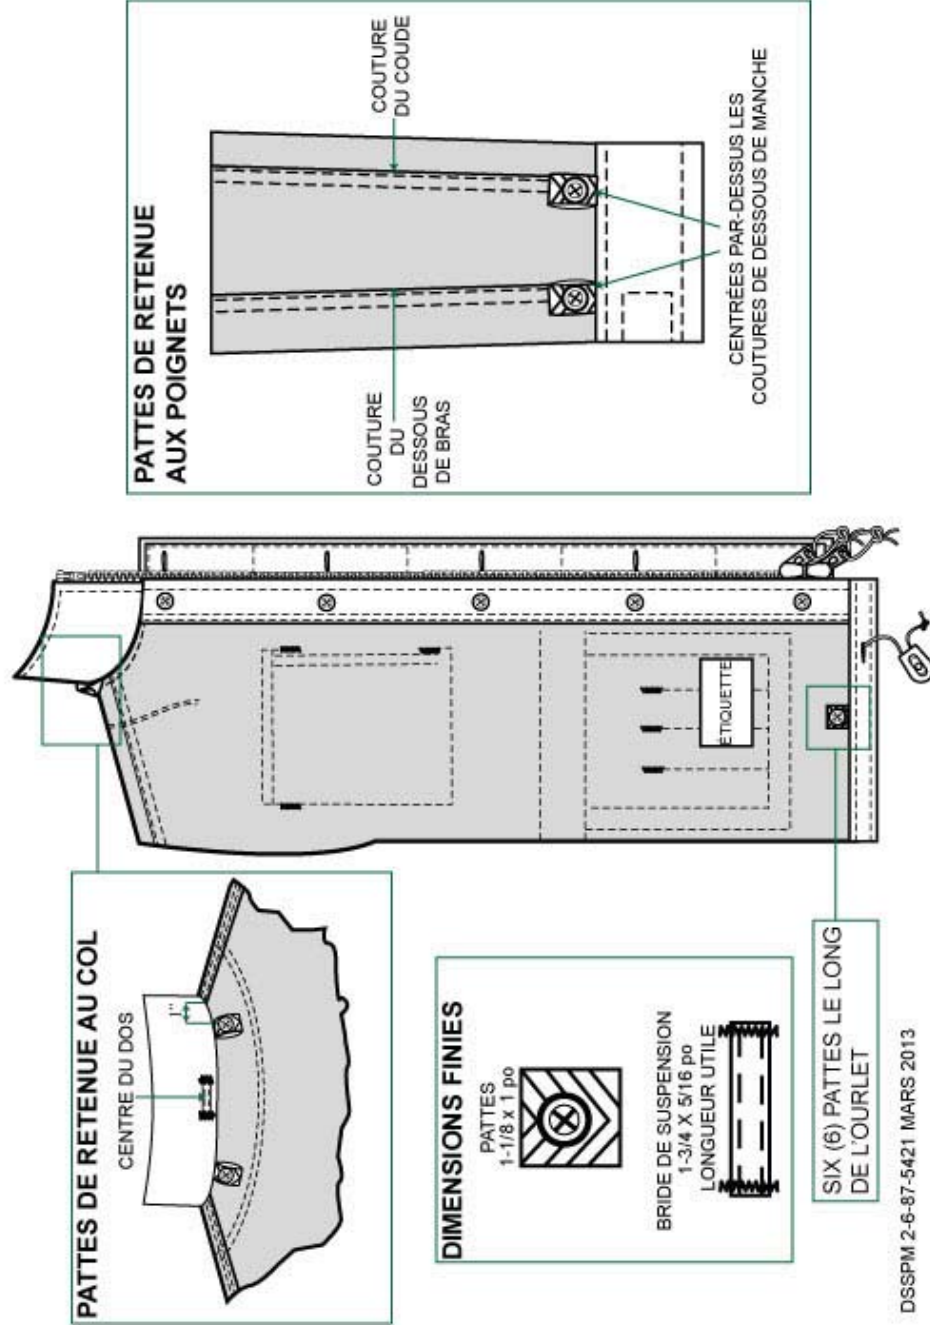 PATTES DE RETENUE AU COL
CENTRE DU DOS
1"
DIMENSIONS FINIES
PATTES
1-1/8 x 1 po
BRIDE DE SUSPENSION
1-3/4 X 5/16 po
LONGUEUR UTILE
SIX (6) PATTES LE LONG
DE L'OURLET
DSSPM 2-6-87-5421 MARS 2013
ÉTIQUETTE
PATTES DE RETENUE
AUX POIGNETS
COUTURE
DU
DESSOUS
DE BRAS
COUTURE
DU COUDE
CENTRÉES PAR-DESSUS LES
COUTURES DE DESSOUS DE MANCHE